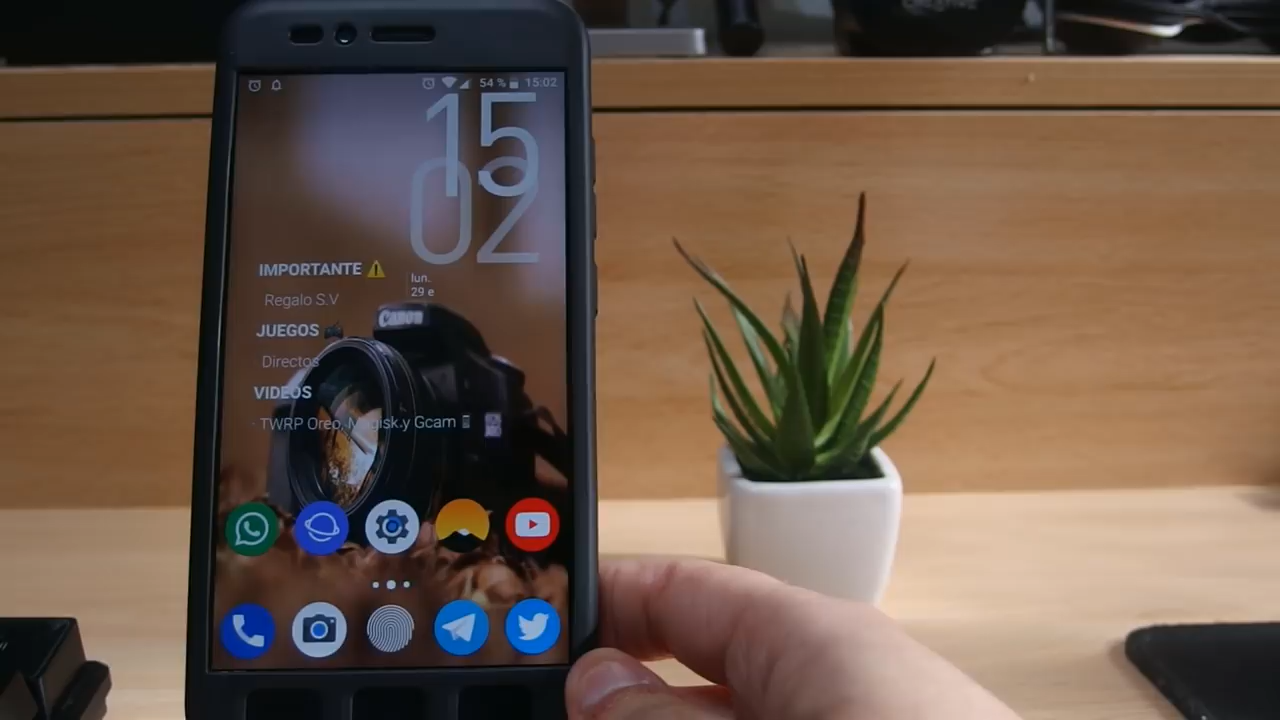 54 % 15:02
15
02
lun.
29 e
IMPORTANTE ⚠
Regalo S.V
JUEGOS 🎮
Directos
VIDEOS
- TWRP Oreo, Magisk y Gcam
Canon